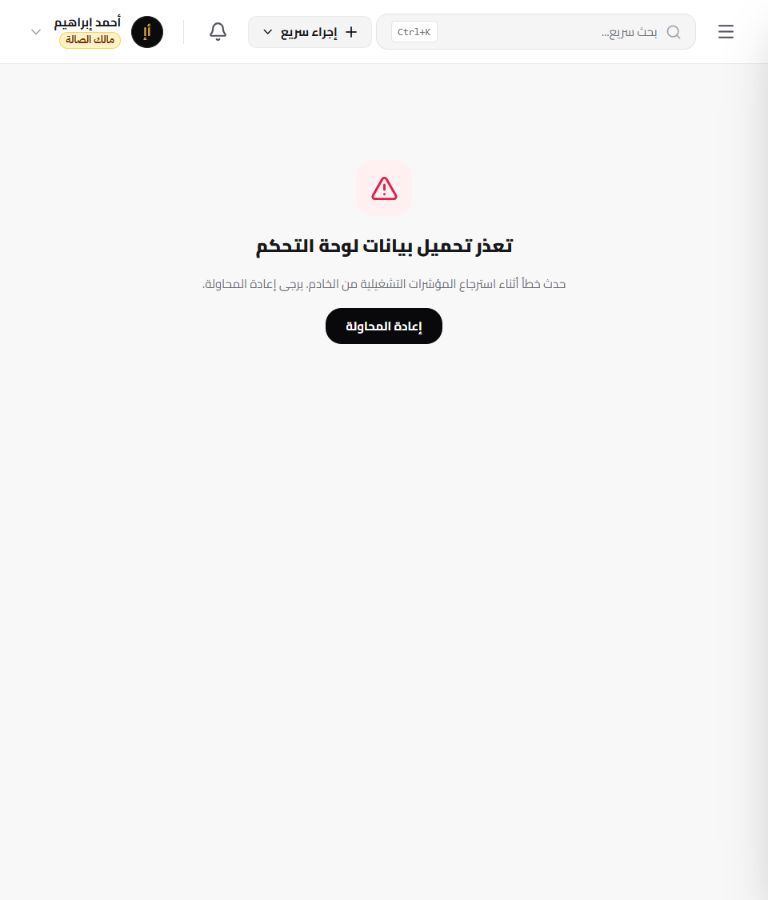 بحث سريع...
Ctrl+K
إجراء سريع
أإ
أحمد إبراهيم
مالك الصالة
تعذر تحميل بيانات لوحة التحكم
حدث خطأ أثناء استرجاع المؤشرات التشغيلية من الخادم. يرجى إعادة المحاولة.
إعادة المحاولة